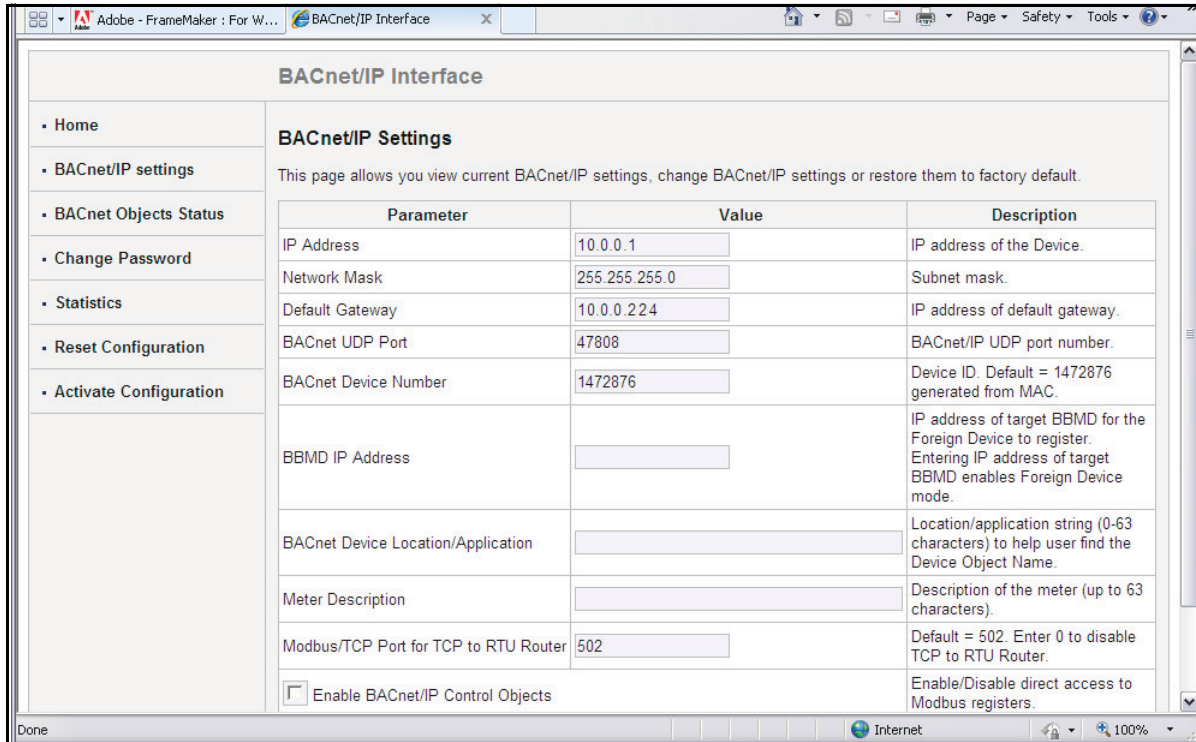 Adobe - FrameMaker : For W...
BACnet/IP Interface
X
Page
Safety
Tools
BACnet/IP Interface
Home
BACnet/IP settings
BACnet Objects Status
Change Password
Statistics
Reset Configuration
Activate Configuration
BACnet/IP Settings
This page allows you view current BACnet/IP settings, change BACnet/IP settings or restore them to factory default.
Parameter Value Description
IP Address 10.0.0.1 IP address of the Device.
Network Mask 255.255.255.0 Subnet mask.
Default Gateway 10.0.0.224 IP address of default gateway.
BACnet UDP Port 47808 BACnet/IP UDP port number.
BACnet Device Number 1472876 Device ID. Default = 1472876
generated from MAC.
BBMD IP Address
IP address of target BBMD for the
Foreign Device to register.
Entering IP address of target
BBMD enables Foreign Device
mode.
BACnet Device Location/Application
Location/application string (0-63
characters) to help user find the
Device Object Name.
Meter Description
Description of the meter (up to 63
characters).
Modbus/TCP Port for TCP to RTU Router 502
Default = 502. Enter 0 to disable
TCP to RTU Router.
Enable BACnet/IP Control Objects
Enable/Disable direct access to
Modbus registers.
Done
Internet
100%